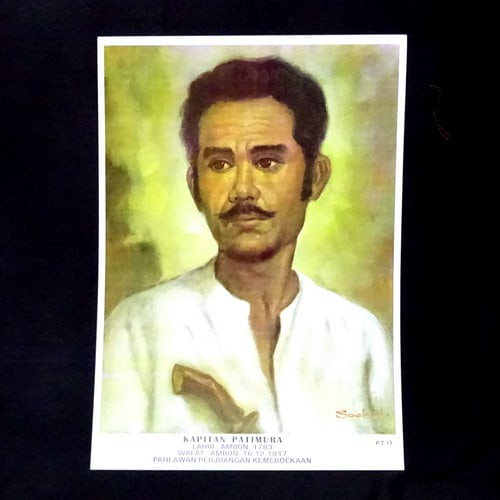 KAPITAN PATIMURA
LAHIR : AMBON, 1783
WAFAT : AMBON, 16-12-1817
PAHLAWAN PERJUANGAN KEMERDEKAAN